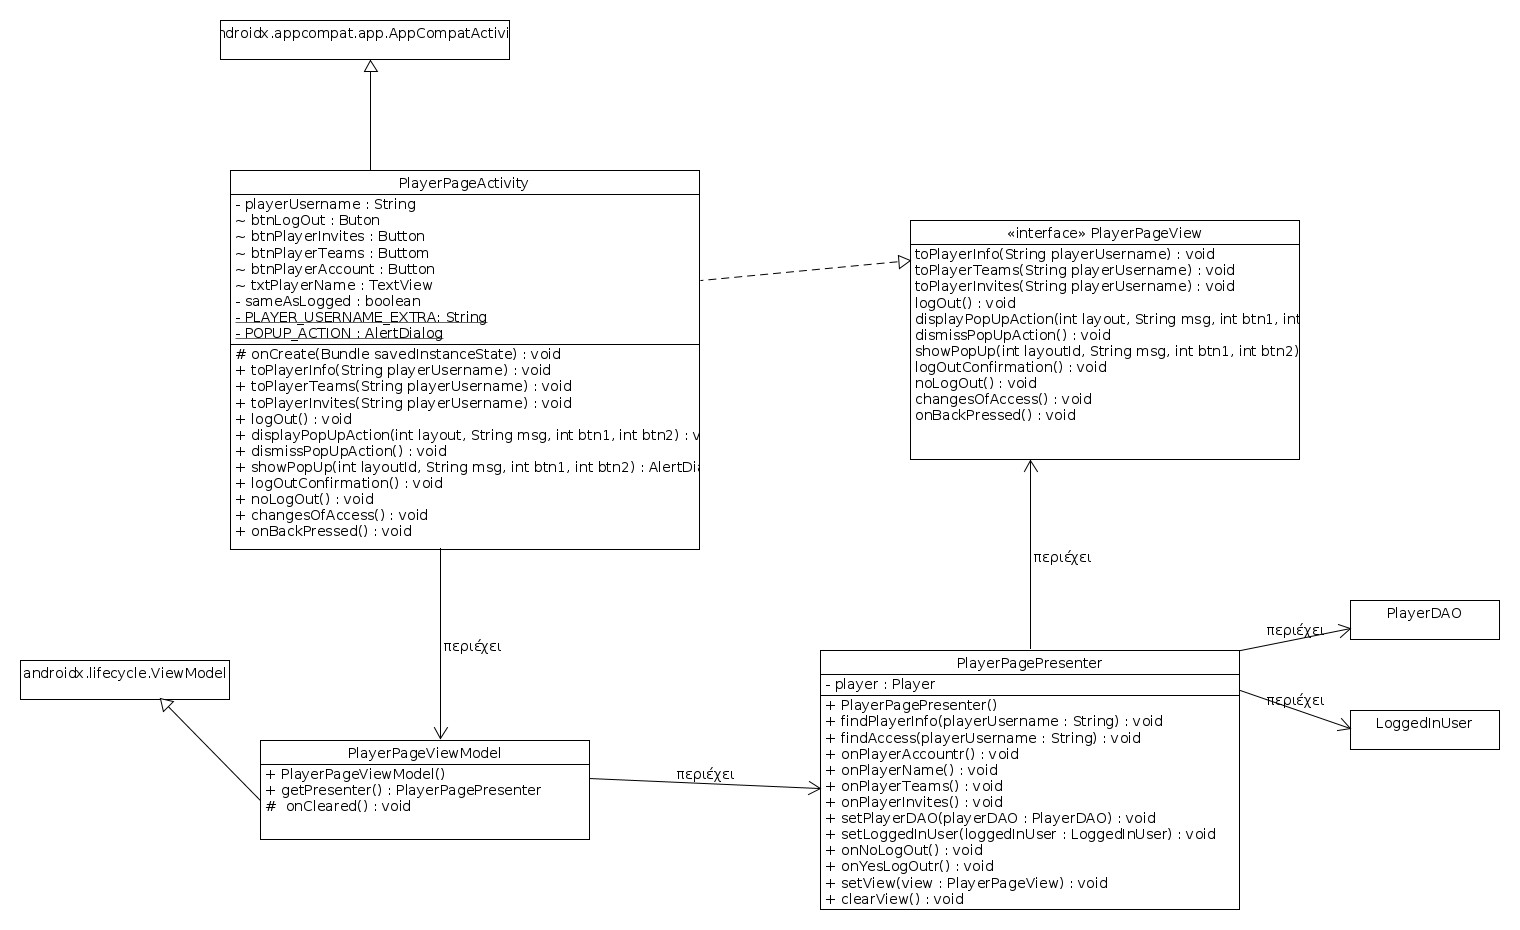 ndroidx.appcompat.app.AppCompatActivi
PlayerPageActivity
- playerUsername : String
~ btnLogOut : Buton
~ btnPlayerInvites : Button
~ btnPlayerTeams : Buttom
~ btnPlayerAccount : Button
~ txtPlayerName : TextView
- sameAsLogged : boolean
- PLAYER_USERNAME_EXTRA: String
- POPUP_ACTION : AlertDialog
# onCreate(Bundle savedInstanceState) : void
+ toPlayerInfo(String playerUsername) : void
+ toPlayerTeams(String playerUsername) : void
+ toPlayerInvites(String playerUsername) : void
+ logOut() : void
+ displayPopUpAction(int layout, String msg, int btn1, int btn2) : v
+ dismissPopUpAction() : void
+ showPopUp(int layoutId, String msg, int btn1, int btn2) : AlertDia
+ logOutConfirmation() : void
+ noLogOut() : void
+ changesOfAccess() : void
+ onBackPressed() : void
«interface» PlayerPageView
toPlayerInfo(String playerUsername) : void
toPlayerTeams(String playerUsername) : void
toPlayerInvites(String playerUsername) : void
logOut() : void
displayPopUpAction(int layout, String msg, int btn1, int
dismissPopUpAction() : void
showPopUp(int layoutId, String msg, int btn1, int btn2)
logOutConfirmation() : void
noLogOut() : void
changesOfAccess() : void
onBackPressed() : void
περιέχει
περιέχει
androidx.lifecycle.ViewModel
PlayerPageViewModel
+ PlayerPageViewModel()
+ getPresenter() : PlayerPagePresenter
# onCleared() : void
περιέχει
PlayerPagePresenter
- player : Player
+ PlayerPagePresenter()
+ findPlayerInfo(playerUsername : String) : void
+ findAccess(playerUsername : String) : void
+ onPlayerAccountr() : void
+ onPlayerName() : void
+ onPlayerTeams() : void
+ onPlayerInvites() : void
+ setPlayerDAO(playerDAO : PlayerDAO) : void
+ setLoggedInUser(loggedInUser : LoggedInUser) : void
+ onNoLogOut() : void
+ onYesLogOutr() : void
+ setView(view : PlayerPageView) : void
+ clearView() : void
περιέχει
PlayerDAO
περιέχει
LoggedInUser